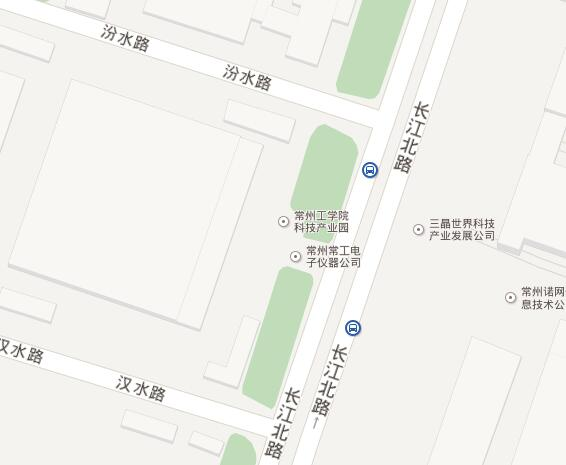 汾水路
汾水路
长江北路
常州工学院
科技产业园
三晶世界科技
产业发展公司
常州常工电
子仪器公司
常州诺网
息技术公
汉水路
长江北路
汉水路
长江北路